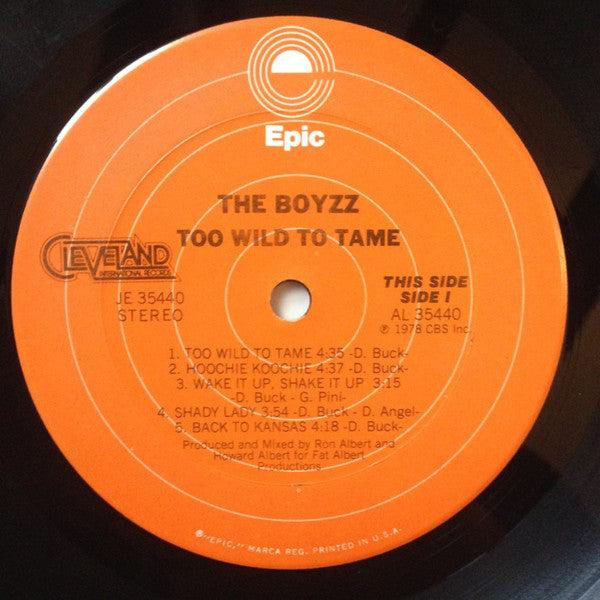 Epic
THE BOYZZ
TOO WILD TO TAME
CLEVELAND
INTERNATIONAL RECORDS
JE 35440
STEREO
THIS SIDE
SIDE I
AL 35440
℗ 1978 CBS Inc.
1. TOO WILD TO TAME 4:35 -D. Buck-
2. HOOCHIE KOOCHIE 4:37 -D. Buck-
3. WAKE IT UP, SHAKE IT UP 3:15
-D. Buck - G. Pini-
4. SHADY LADY 3:54 -D. Buck - D. Angel-
5. BACK TO KANSAS 4:18 -D. Buck-
Produced and Mixed by Ron Albert and
Howard Albert for Fat Albert
Productions.
®"EPIC," MARCA REG. PRINTED IN U.S.A.